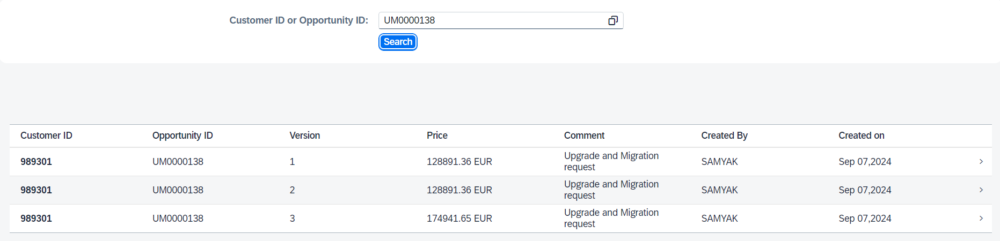 Customer ID or Opportunity ID: UM0000138
Search
Customer ID Opportunity ID Version Price Comment Created By Created on
989301 UM0000138 1 128891.36 EUR Upgrade and Migration request SAMYAK Sep 07,2024
989301 UM0000138 2 128891.36 EUR Upgrade and Migration request SAMYAK Sep 07,2024
989301 UM0000138 3 174941.65 EUR Upgrade and Migration request SAMYAK Sep 07,2024